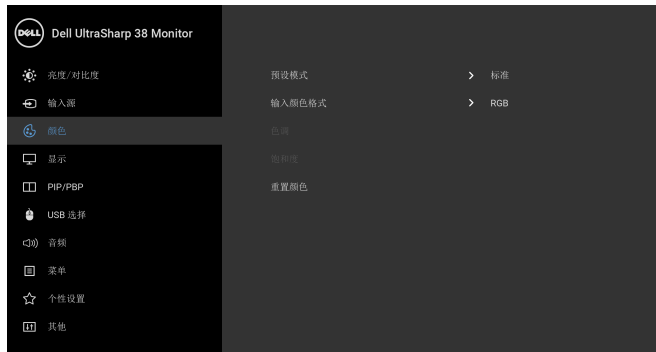 DELL Dell UltraSharp 38 Monitor
亮度/对比度
预设模式 > 标准
输入源
输入颜色格式 > RGB
颜色
色调
显示
饱和度
PIP/PBP
重置颜色
USB 选择
音频
菜单
个性设置
其他